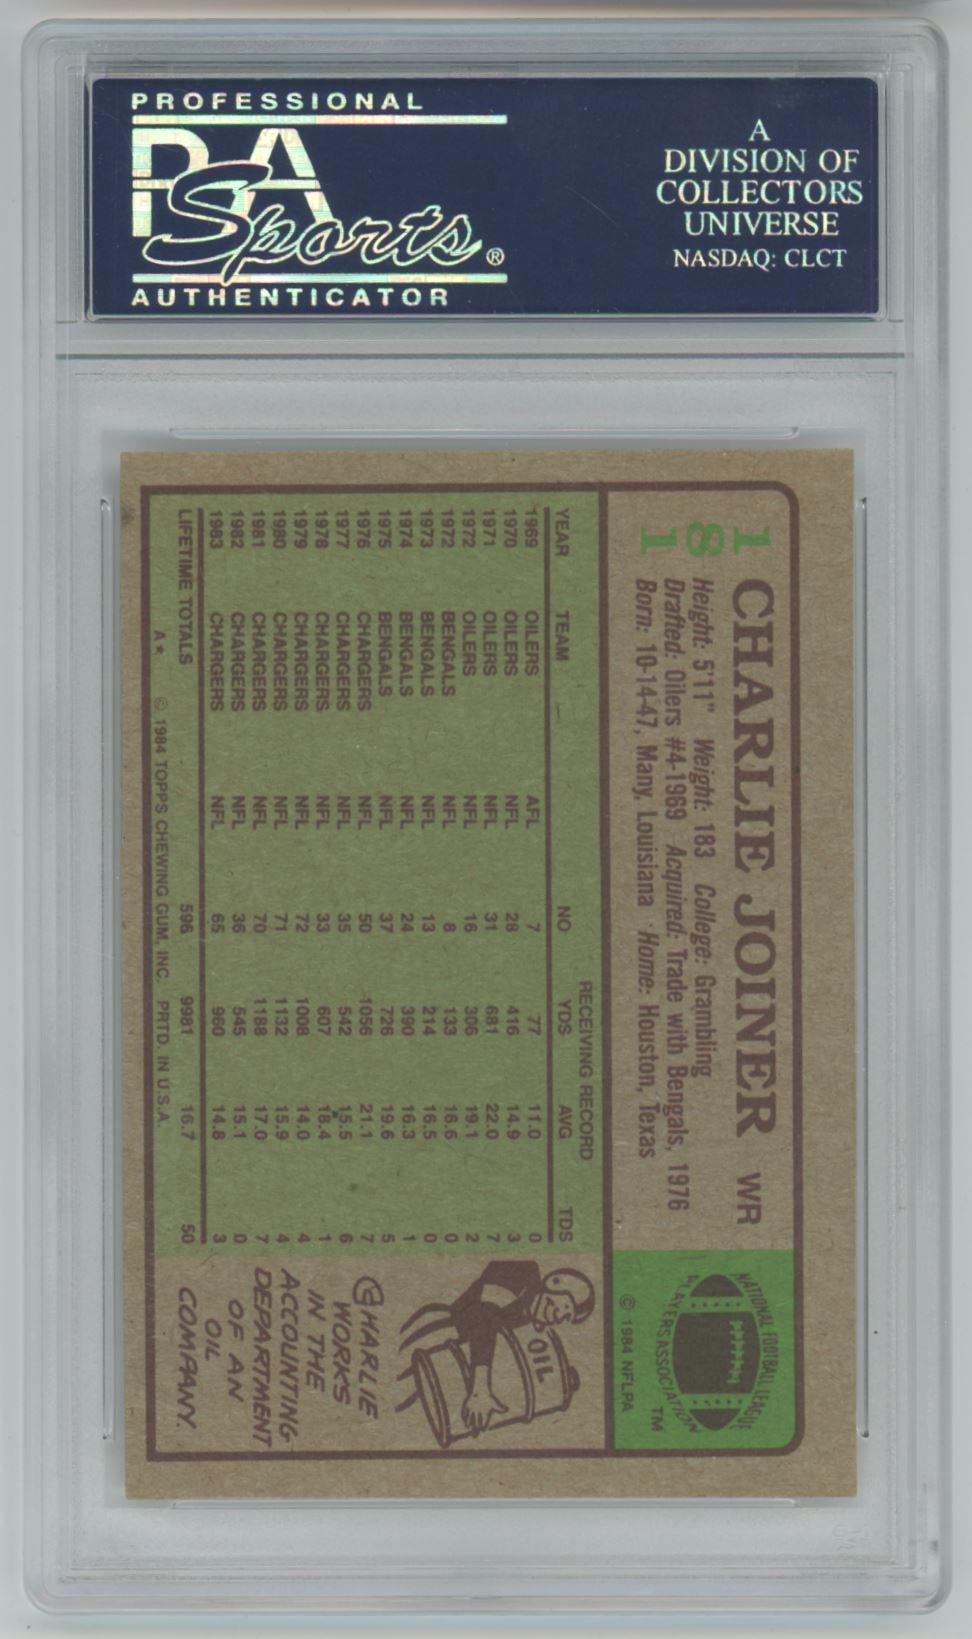 PROFESSIONAL
PSA
Sports®
AUTHENTICATOR
A
DIVISION OF
COLLECTORS
UNIVERSE
NASDAQ: CLCT
181
CHARLIE JOINER WR
Height: 5'11" Weight: 183 College: Grambling
Drafted: Oilers #4-1969 Acquired: Trade with Bengals, 1976
Born: 10-14-47, Many, Louisiana Home: Houston, Texas
NATIONAL FOOTBALL LEAGUE
PLAYERS ASSOCIATION
TM
© 1984 NFLPA
RECEIVING RECORD
YEAR TEAM NO YDS AVG TDS
1969 OILERS AFL 7 77 11.0 0
1970 OILERS NFL 28 416 14.9 3
1971 OILERS NFL 31 681 22.0 7
1972 OILERS NFL 16 306 19.1 2
1972 BENGALS NFL 8 133 16.6 0
1973 BENGALS NFL 13 214 16.5 0
1974 BENGALS NFL 24 390 16.3 1
1975 BENGALS NFL 37 726 19.6 5
1976 CHARGERS NFL 50 1056 21.1 7
1977 CHARGERS NFL 35 542 15.5 6
1978 CHARGERS NFL 33 607 18.4 1
1979 CHARGERS NFL 72 1008 14.0 4
1980 CHARGERS NFL 71 1132 15.9 4
1981 CHARGERS NFL 70 1188 17.0 7
1982 CHARGERS NFL 36 545 15.1 0
1983 CHARGERS NFL 65 960 14.8 3
LIFETIME TOTALS 596 9981 16.7 50
A* © 1984 TOPPS CHEWING GUM, INC. PRTD. IN U.S.A.
OIL
CHARLIE
WORKS
IN THE
ACCOUNTING
DEPARTMENT
OF AN
OIL
COMPANY.